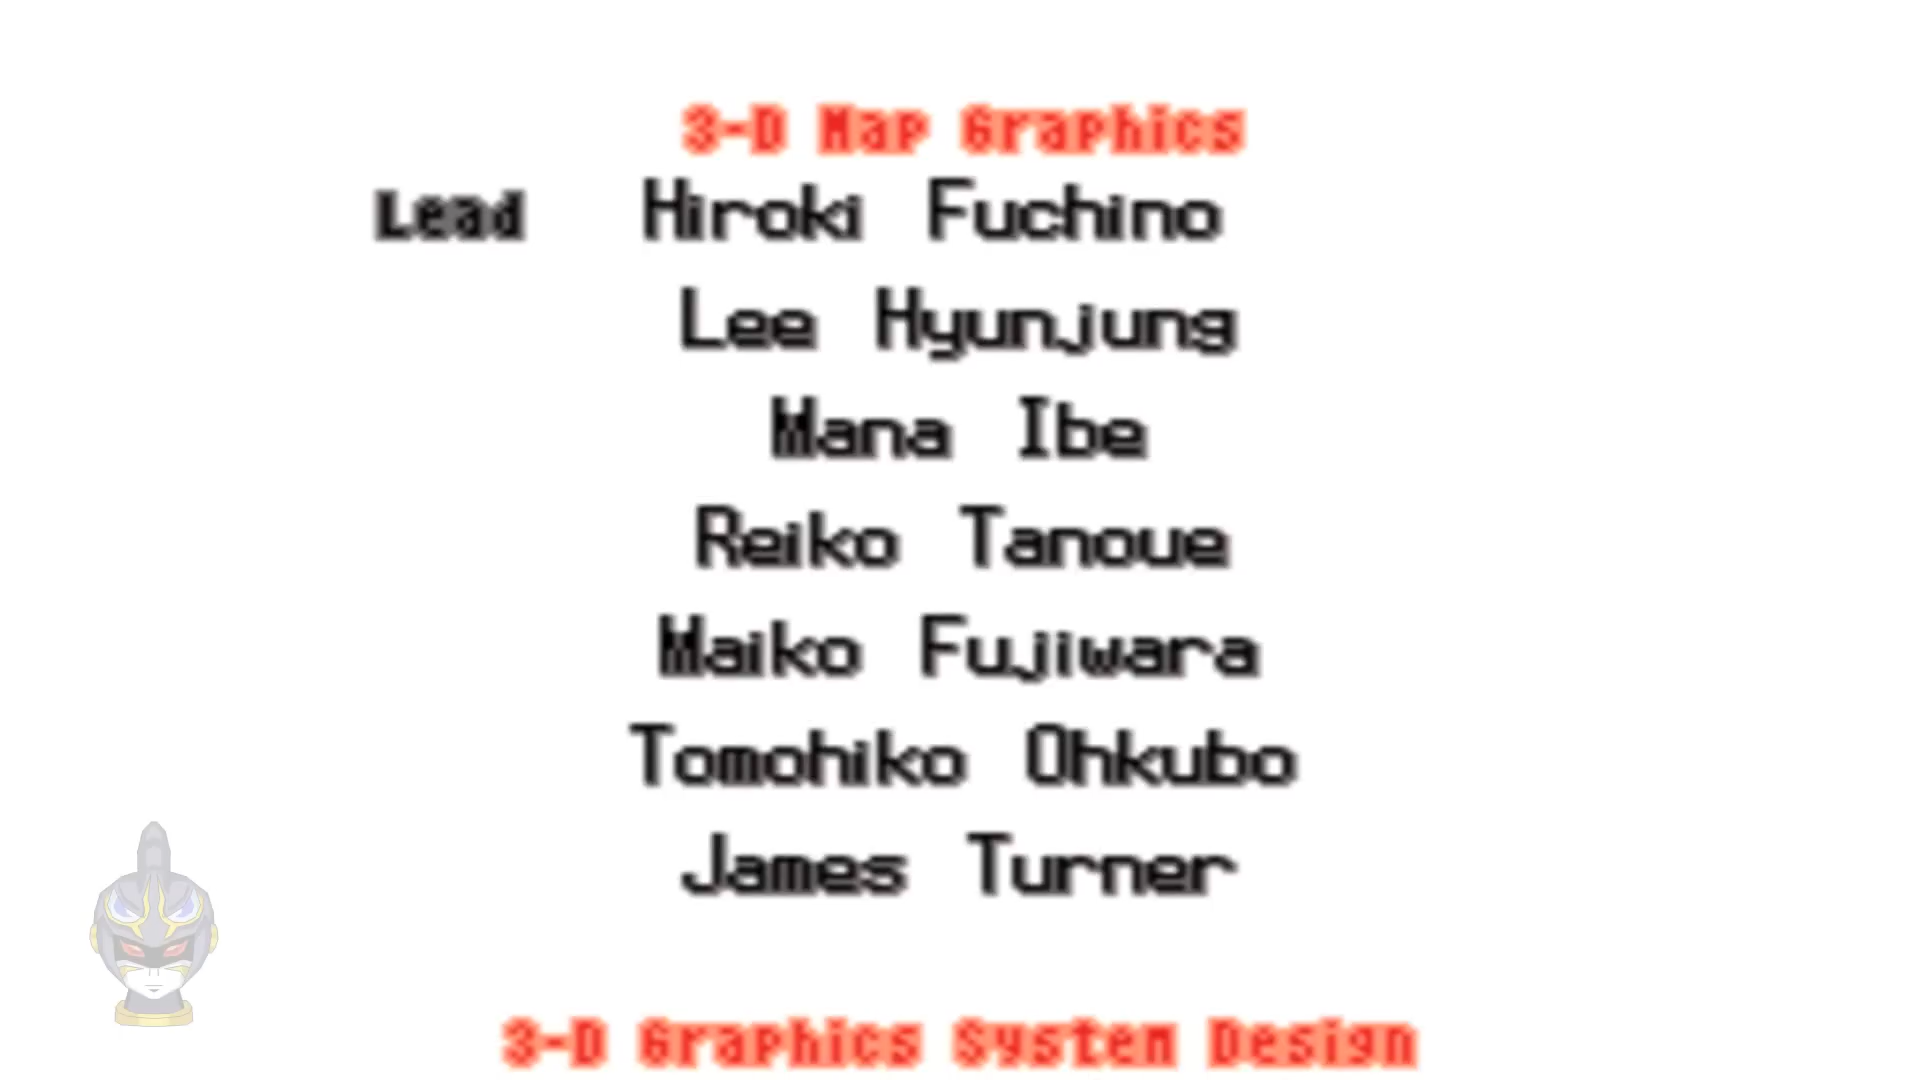 3-D Map Graphics
Lead Hiroki Fuchino
Lee Hyunjung
Mana Ibe
Reiko Tanoue
Maiko Fujiwara
Tomohiko Ohkubo
James Turner
3-D Graphics System Design